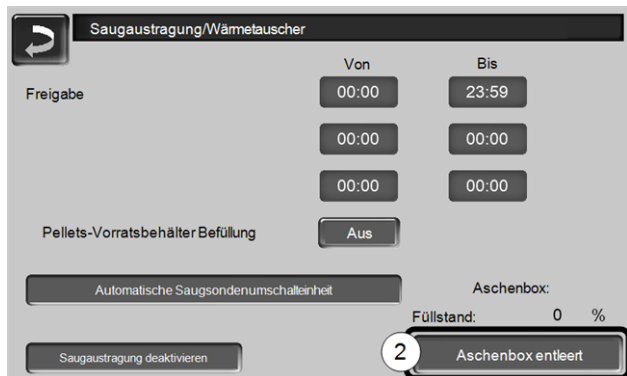 Saugaustragung/Wärmetauscher
Von Bis
Freigabe 00:00 23:59
00:00 00:00
00:00 00:00
Pellets-Vorratsbehälter Befüllung Aus
Automatische Saugsondenumschalteinheit Aschenbox:
Füllstand: 0 %
Saugaustragung deaktivieren 2 Aschenbox entleert